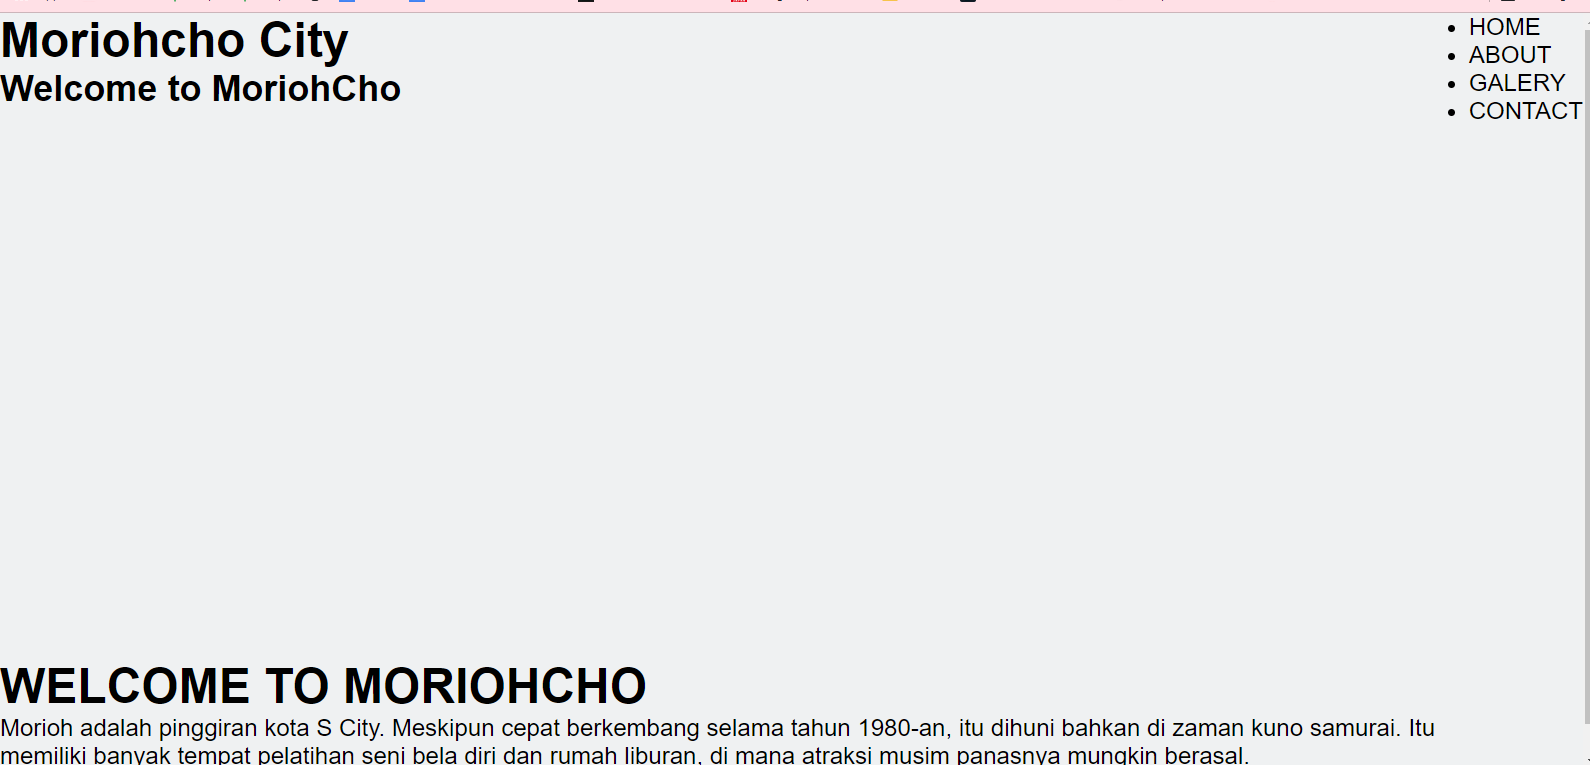 Moriohcho City
Welcome to MoriohCho
HOME
ABOUT
GALERY
CONTACT
WELCOME TO MORIOHCHO
Morioh adalah pinggiran kota S City. Meskipun cepat berkembang selama tahun 1980-an, itu dihuni bahkan di zaman kuno samurai. Itu
memiliki banyak tempat pelatihan seni bela diri dan rumah liburan, di mana atraksi musim panasnya mungkin berasal.